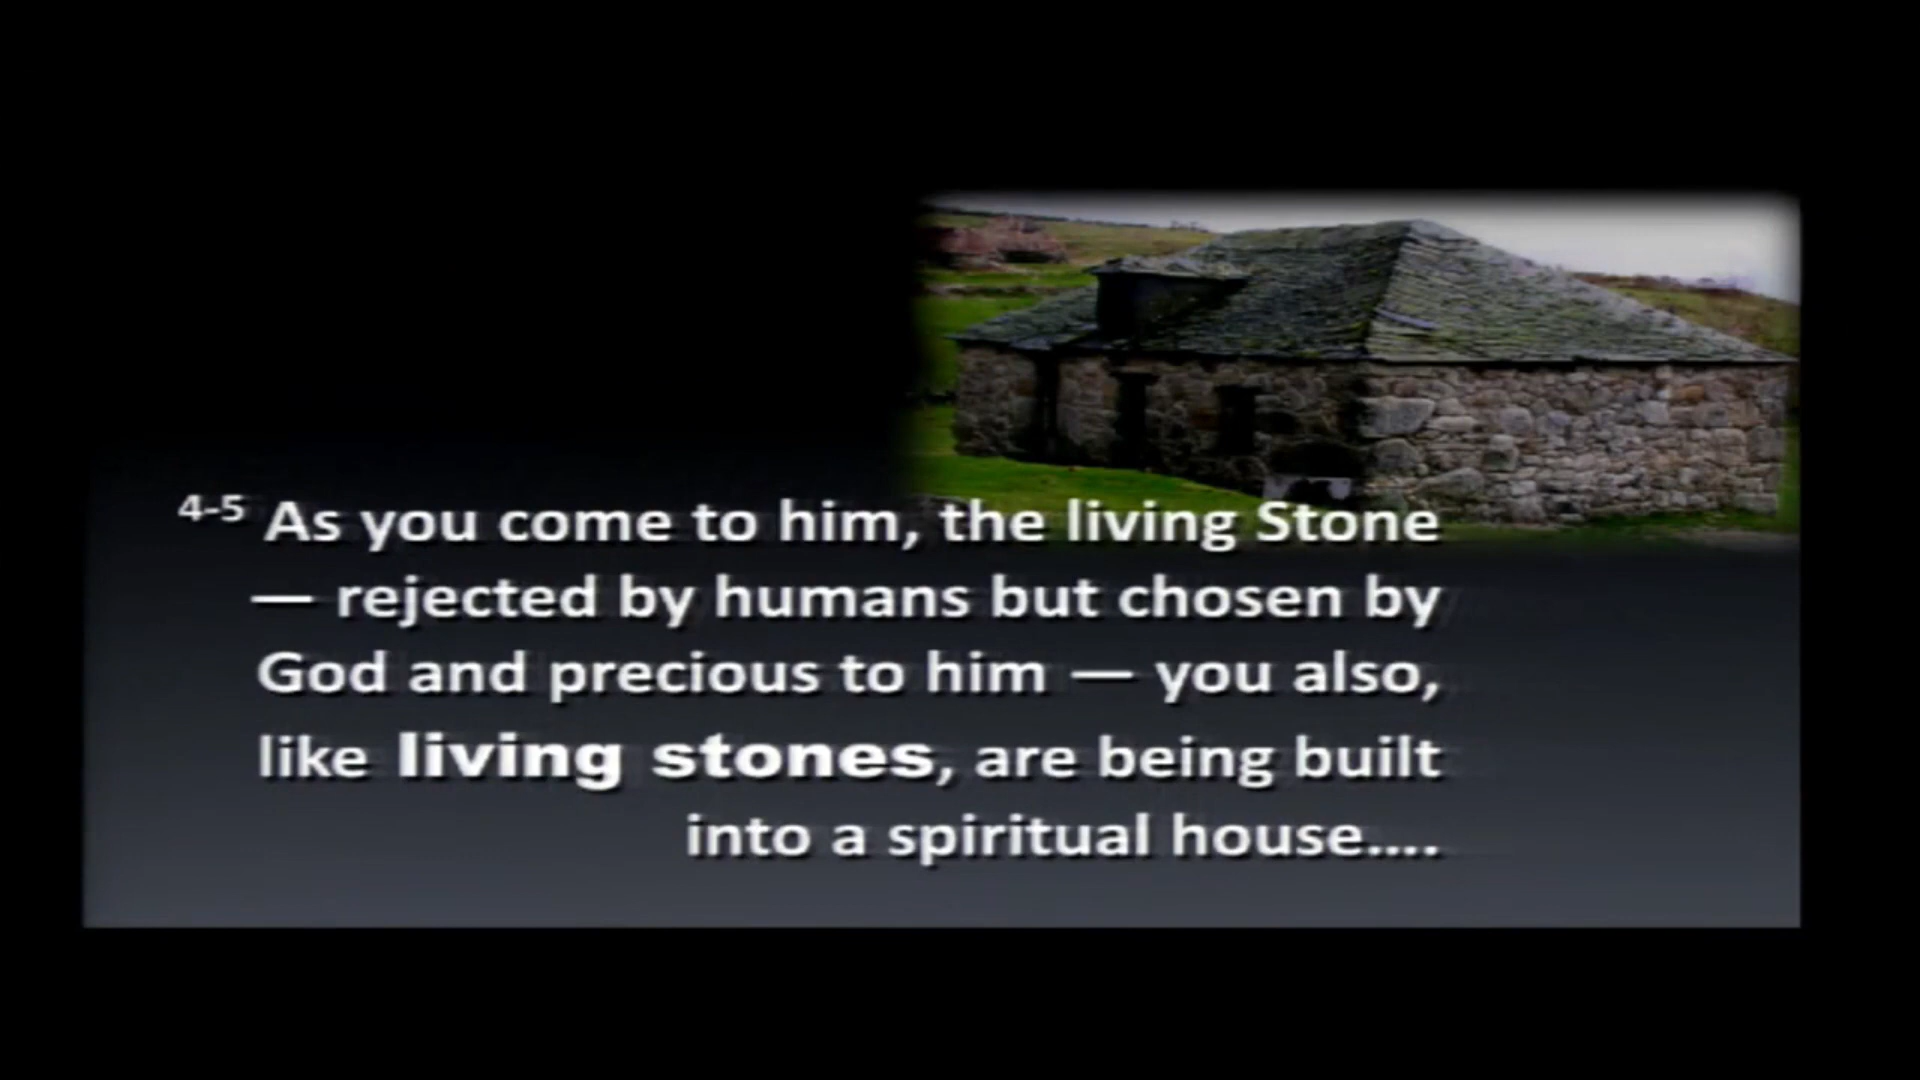 4-5 As you come to him, the living Stone
— rejected by humans but chosen by
God and precious to him — you also,
like living stones, are being built
into a spiritual house....